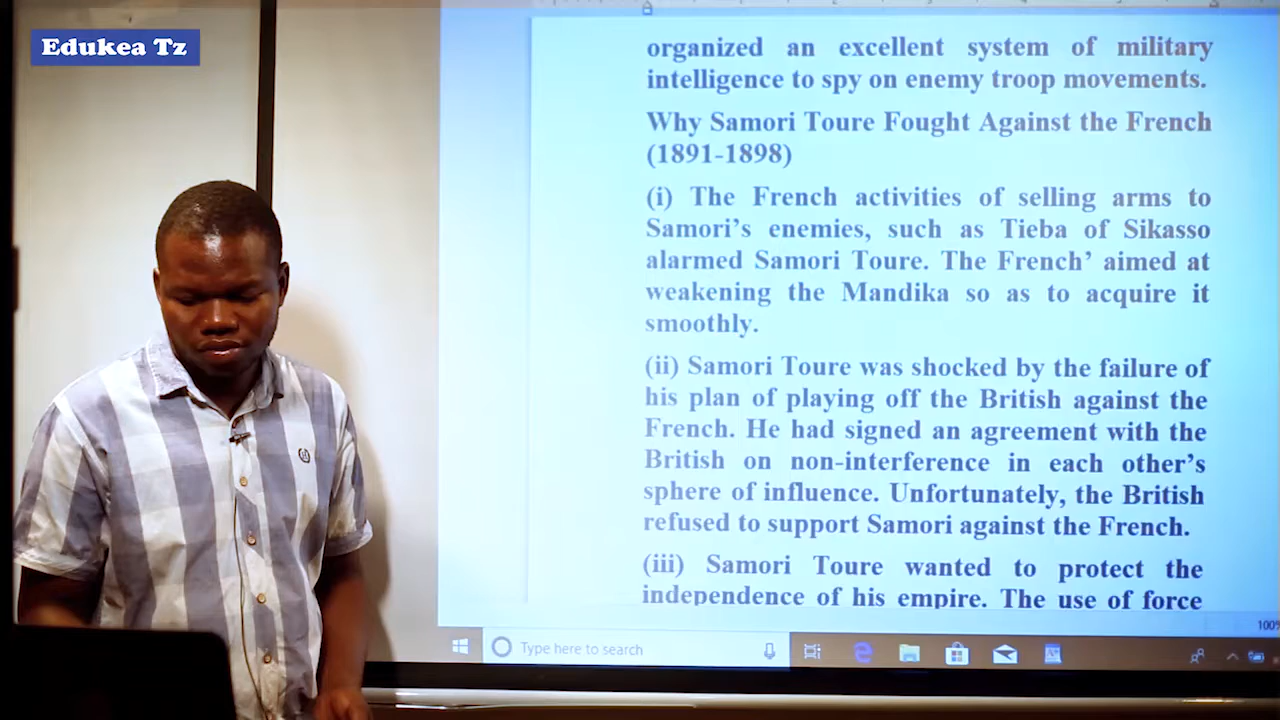 Edukea Tz
organized an excellent system of military
intelligence to spy on enemy troop movements.
Why Samori Toure Fought Against the French
(1891-1898)
(i) The French activities of selling arms to
Samori's enemies, such as Tieba of Sikasso
alarmed Samori Toure. The French' aimed at
weakening the Mandika so as to acquire it
smoothly.
(ii) Samori Toure was shocked by the failure of
his plan of playing off the British against the
French. He had signed an agreement with the
British on non-interference in each other's
sphere of influence. Unfortunately, the British
refused to support Samori against the French.
(iii) Samori Toure wanted to protect the
independence of his empire. The use of force
100%
Type here to search